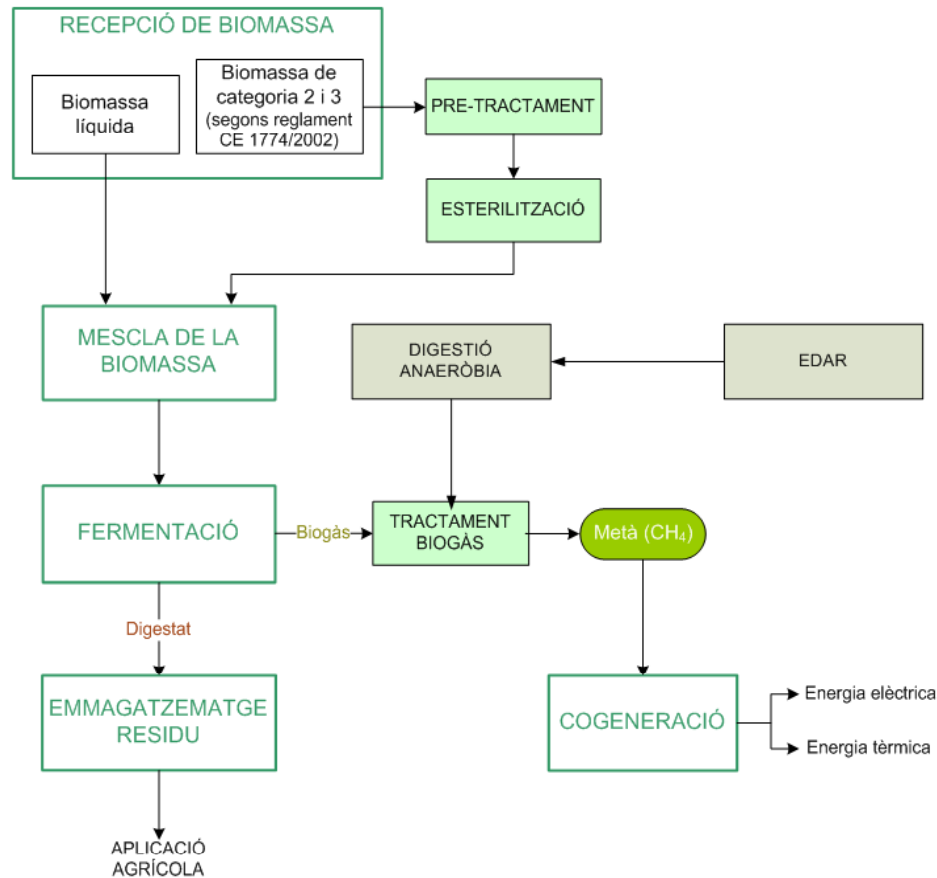 RECEPCIÓ DE BIOMASSA
Biomassa
líquida
Biomassa de
categoria 2 i 3
(segons reglament
CE 1774/2002)
PRE-TRACTAMENT
ESTERILITZACIÓ
MESCLA DE LA
BIOMASSA
DIGESTIÓ
ANAERÒBIA
EDAR
FERMENTACIÓ
Biogàs
TRACTAMENT
BIOGÀS
Metà (CH₄)
Digestat
EMMAGATZEMATGE
RESIDU
COGENERACIÓ
Energia elèctrica
Energia tèrmica
APLICACIÓ
AGRÍCOLA